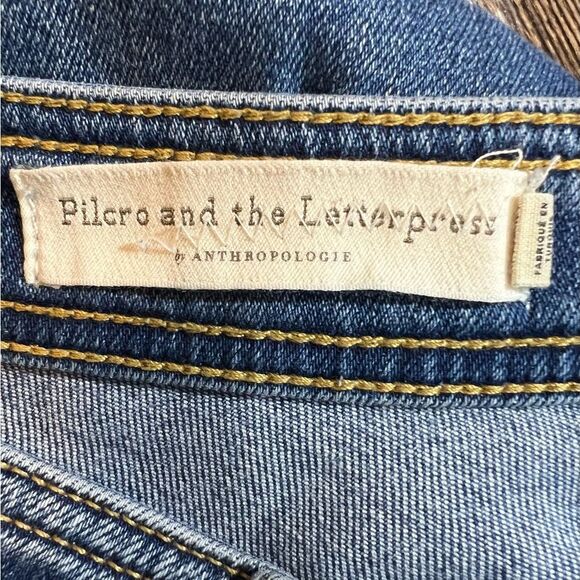 Pilcro and the Letterpress
by ANTHROPOLOGIE
FABRIQUE EN
TURQUIE